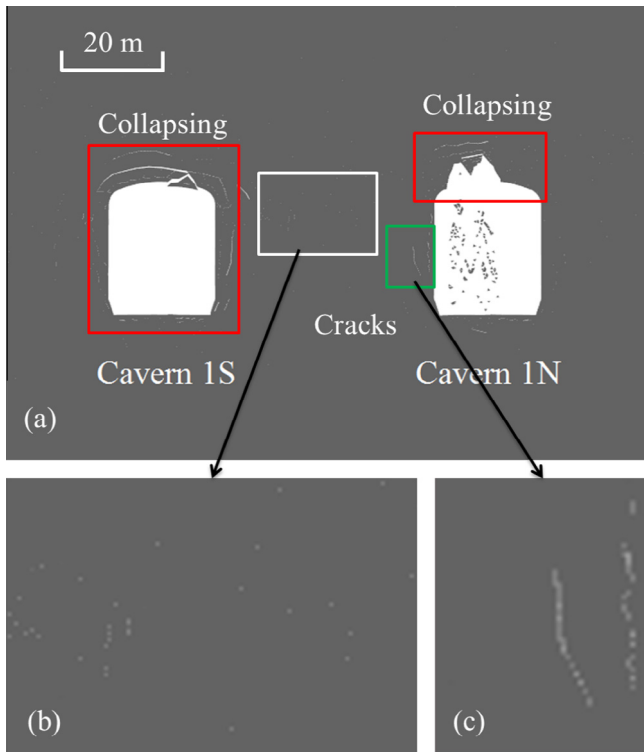 20 m
Collapsing
Collapsing
Cracks
Cavern 1S
Cavern 1N
(a)
(b)
(c)